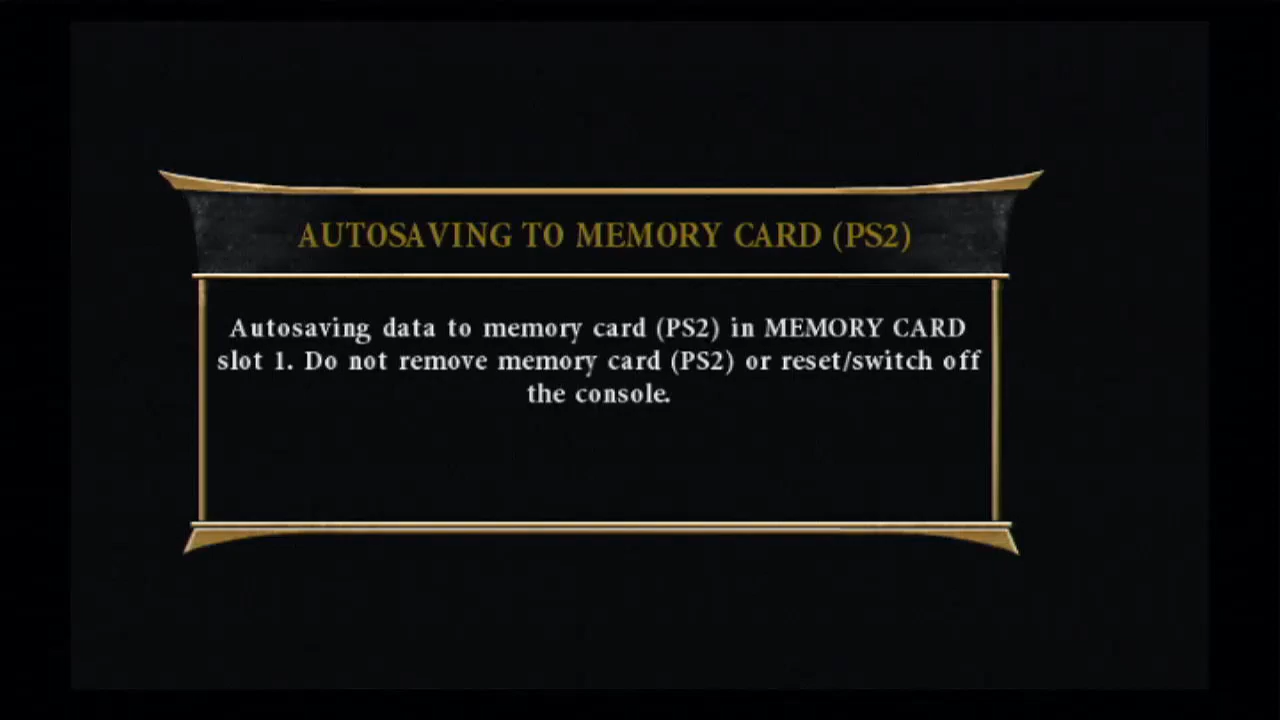 AUTOSAVING TO MEMORY CARD (PS2)
Autosaving data to memory card (PS2) in MEMORY CARD
slot 1. Do not remove memory card (PS2) or reset/switch off
the console.